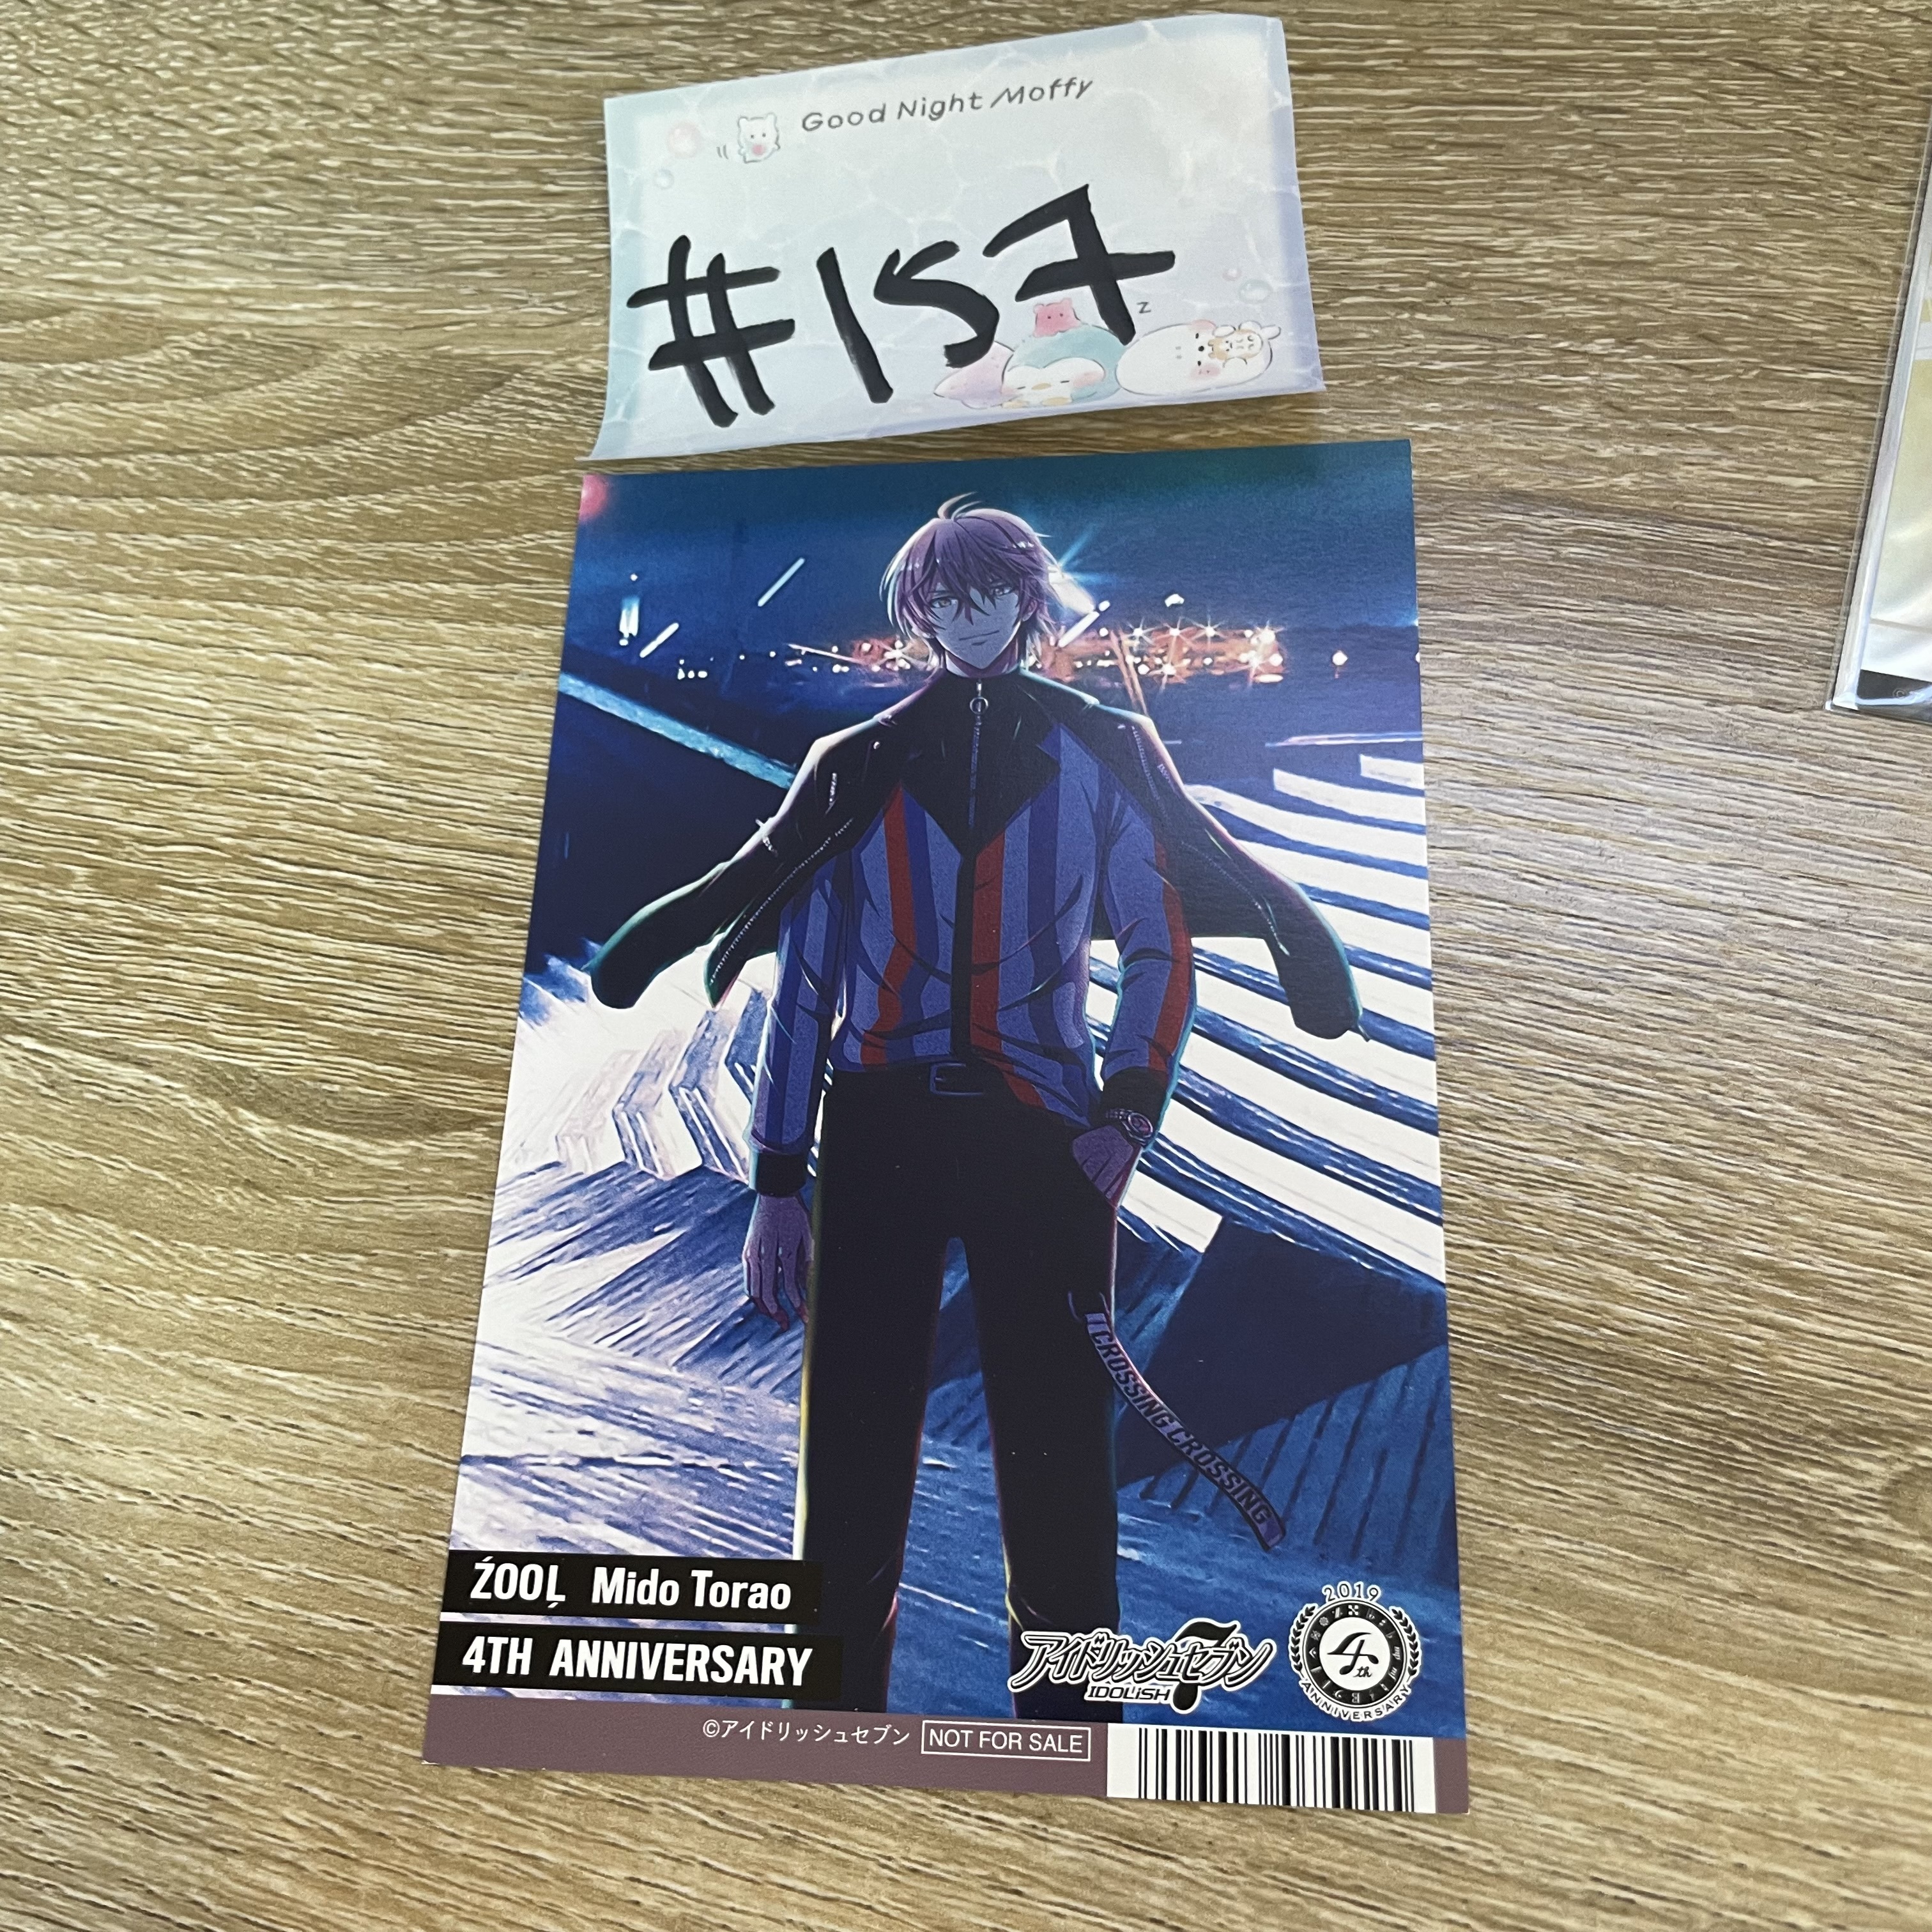 Good Night Moffy
#157
z
CROSSING CROSSING
ŹOOĻ Mido Torao
4TH ANNIVERSARY
アイドリッシュセブン
IDOLiSH7
2019
4th
ANNIVERSARY
©アイドリッシュセブン NOT FOR SALE